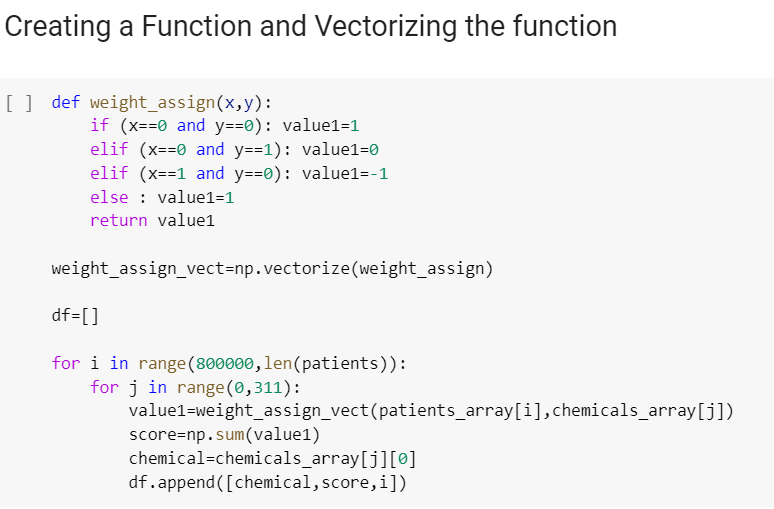 Creating a Function and Vectorizing the function
[ ] def weight_assign(x,y):
if (x==0 and y==0): value1=1
elif (x==0 and y==1): value1=0
elif (x==1 and y==0): value1=-1
else : value1=1
return value1
weight_assign_vect=np.vectorize(weight_assign)
df=[]
for i in range(800000,len(patients)):
for j in range(0,311):
value1=weight_assign_vect(patients_array[i],chemicals_array[j])
score=np.sum(value1)
chemical=chemicals_array[j][0]
df.append([chemical,score,i])